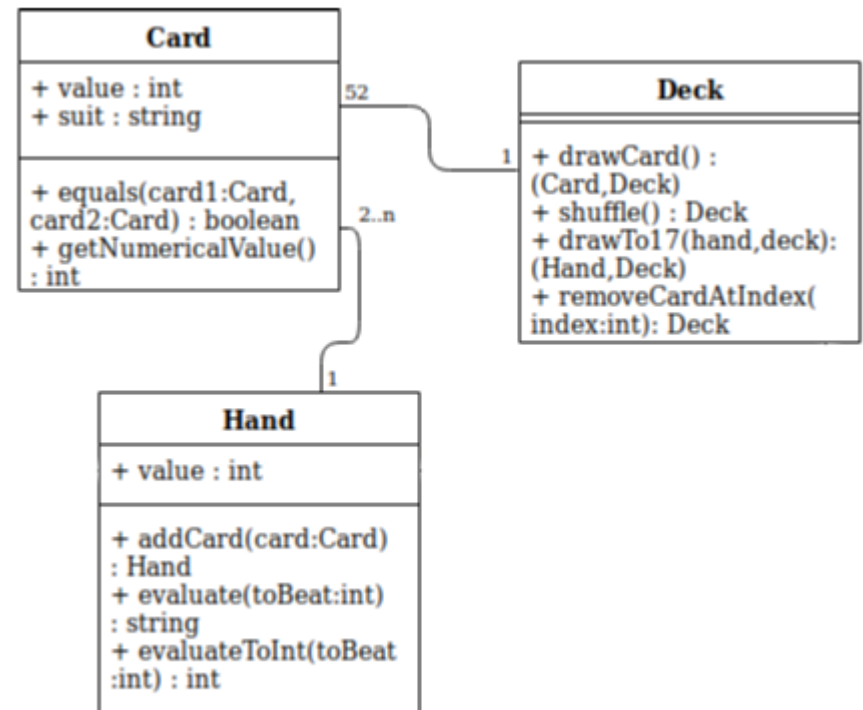 Card
+ value : int
+ suit : string
+ equals(card1:Card,
card2:Card) : boolean
+ getNumericalValue()
: int
52
1
2..n
1
Deck
+ drawCard() :
(Card,Deck)
+ shuffle() : Deck
+ drawTo17(hand,deck):
(Hand,Deck)
+ removeCardAtIndex(
index:int): Deck
Hand
+ value : int
+ addCard(card:Card)
: Hand
+ evaluate(toBeat:int)
: string
+ evaluateToInt(toBeat
:int) : int